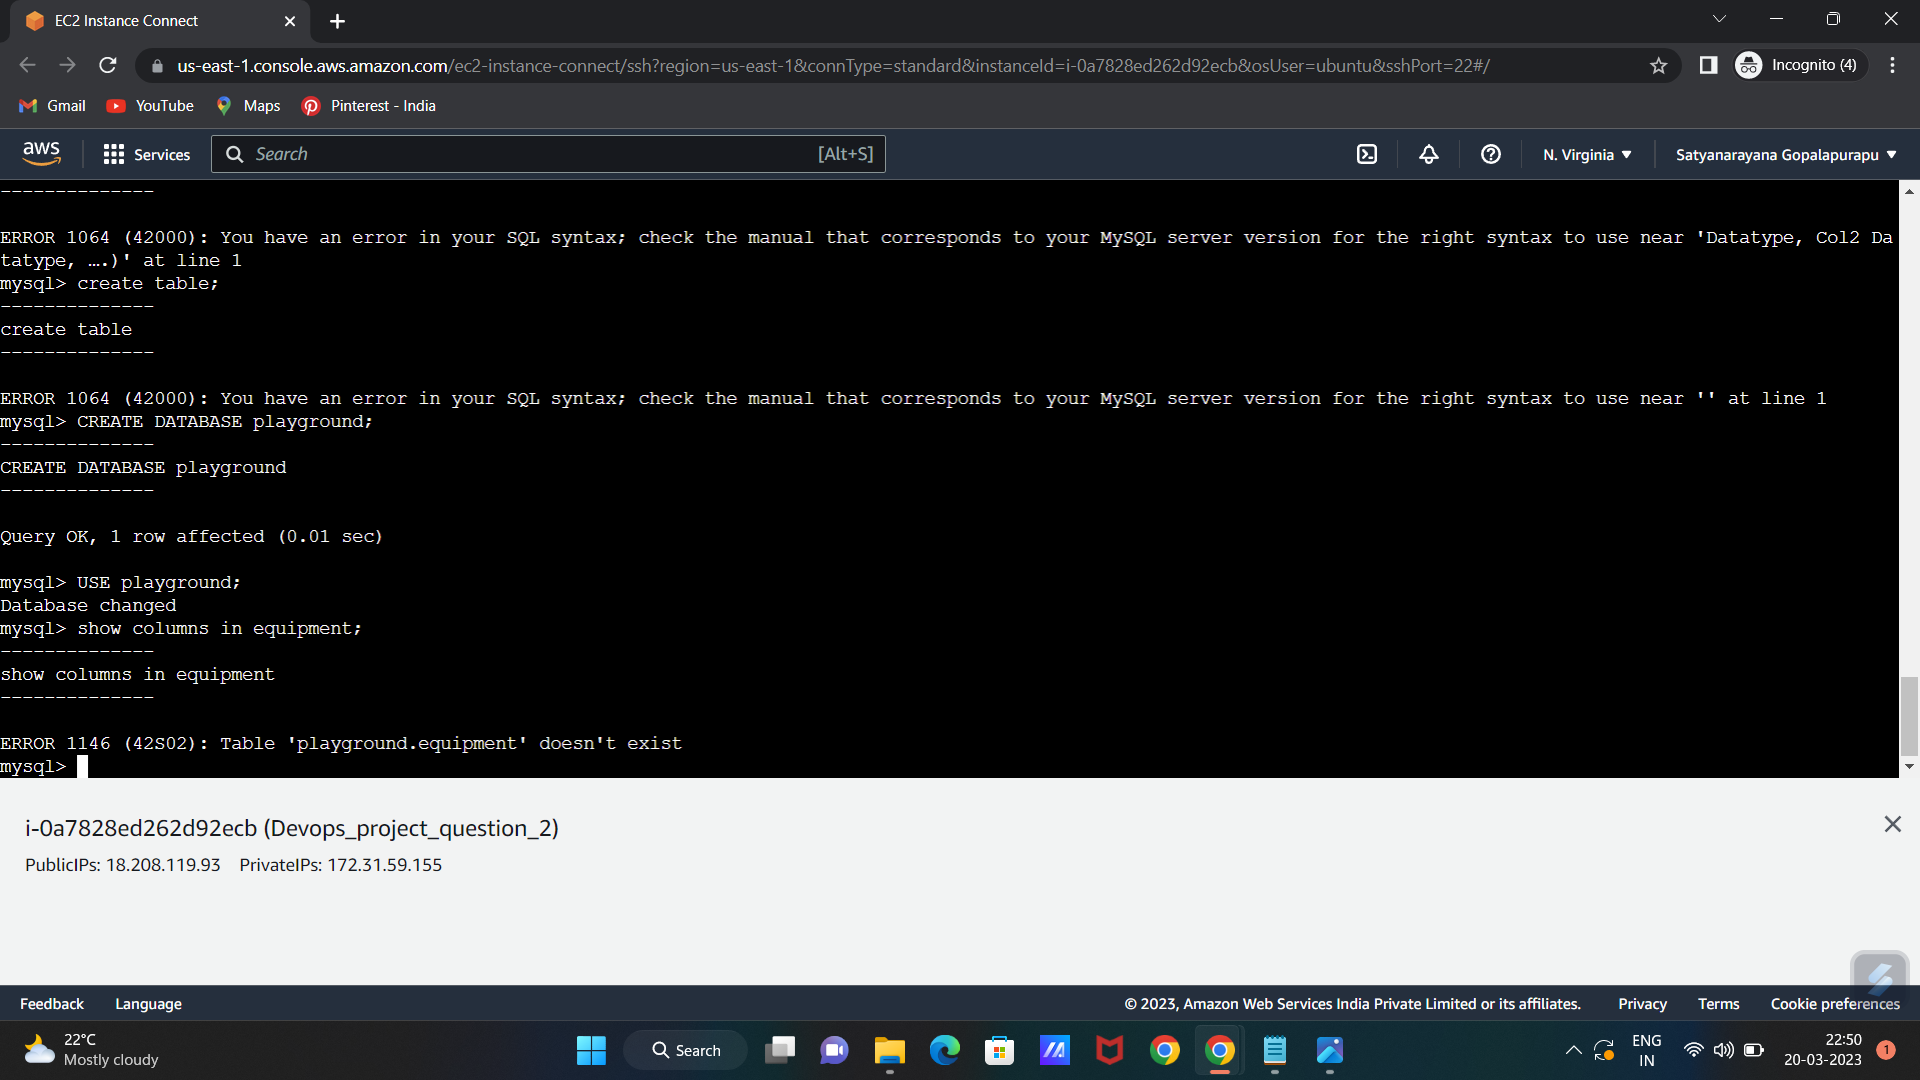 EC2 Instance Connect
us-east-1.console.aws.amazon.com/ec2-instance-connect/ssh?region=us-east-1&connType=standard&instanceId=i-0a7828ed262d92ecb&osUser=ubuntu&sshPort=22#/
Incognito (4)
Gmail
YouTube
Maps
Pinterest - India
aws
Services
Search
[Alt+S]
N. Virginia
Satyanarayana Gopalapurapu
--------------
ERROR 1064 (42000): You have an error in your SQL syntax; check the manual that corresponds to your MySQL server version for the right syntax to use near 'Datatype, Col2 Da
tatype, ….)' at line 1
mysql> create table;
--------------
create table
--------------
ERROR 1064 (42000): You have an error in your SQL syntax; check the manual that corresponds to your MySQL server version for the right syntax to use near '' at line 1
mysql> CREATE DATABASE playground;
--------------
CREATE DATABASE playground
--------------
Query OK, 1 row affected (0.01 sec)
mysql> USE playground;
Database changed
mysql> show columns in equipment;
--------------
show columns in equipment
--------------
ERROR 1146 (42S02): Table 'playground.equipment' doesn't exist
mysql>
i-0a7828ed262d92ecb (Devops_project_question_2)
PublicIPs: 18.208.119.93 PrivateIPs: 172.31.59.155
Feedback
Language
© 2023, Amazon Web Services India Private Limited or its affiliates.
Privacy
Terms
Cookie preferences
22°C
Mostly cloudy
Search
ENG
IN
22:50
20-03-2023
1